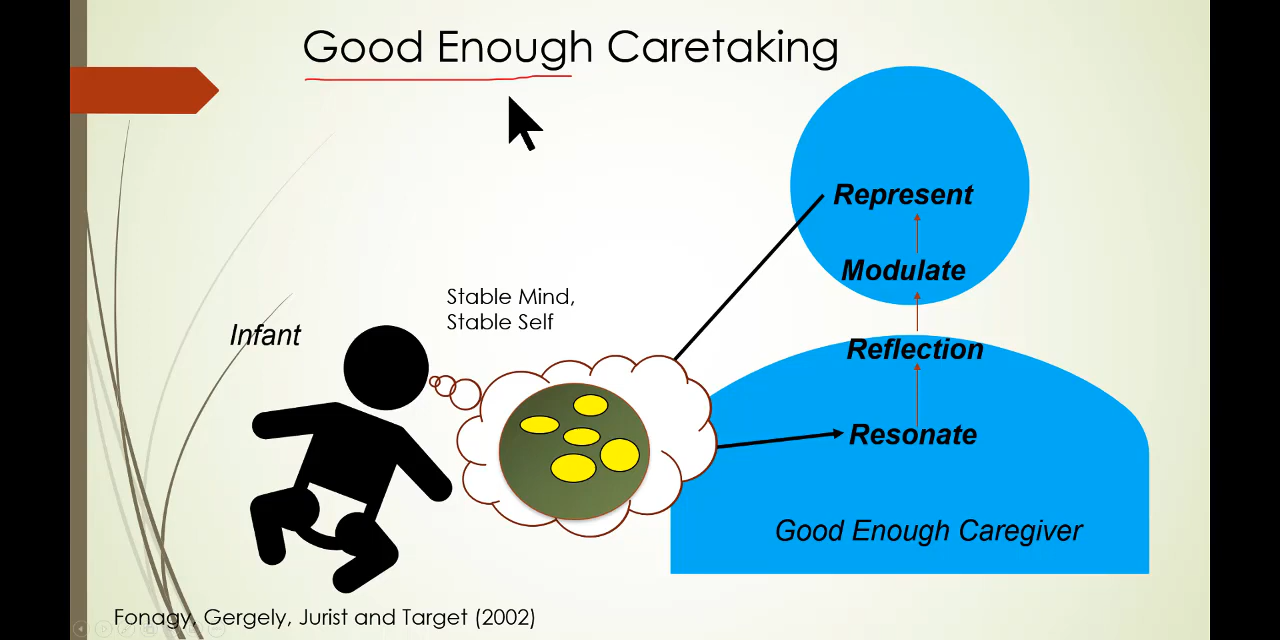 Good Enough Caretaking
Represent
Modulate
Stable Mind,
Stable Self
Infant
Reflection
Resonate
Good Enough Caregiver
Fonagy, Gergely, Jurist and Target (2002)